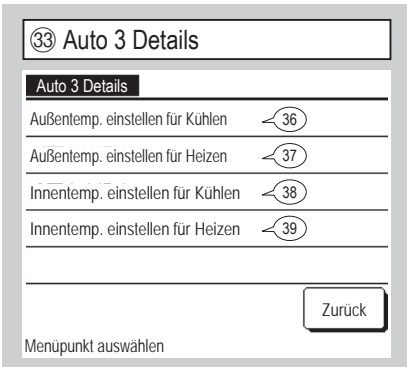 33 Auto 3 Details
Auto 3 Details
Außentemp. einstellen für Kühlen 36
Außentemp. einstellen für Heizen 37
Innentemp. einstellen für Kühlen 38
Innentemp. einstellen für Heizen 39
Zurück
Menüpunkt auswählen